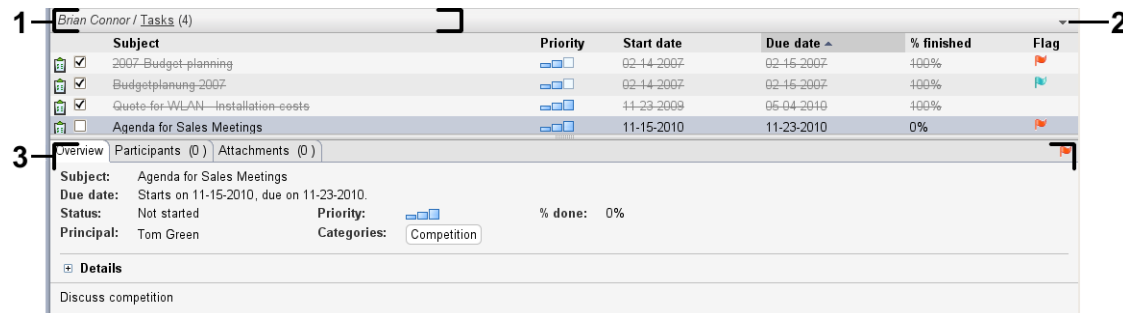 1 Brian Connor / Tasks (4) 2
Subject Priority Start date Due date % finished Flag
2007 Budget planning 02-14-2007 02-15-2007 100%
Budgetplanung 2007 02-14-2007 02-15-2007 100%
Quote for WLAN - Installation costs 11-23-2009 05-04-2010 100%
Agenda for Sales Meetings 11-15-2010 11-23-2010 0%
3 Overview Participants (0) Attachments (0)
Subject: Agenda for Sales Meetings
Due date: Starts on 11-15-2010, due on 11-23-2010.
Status: Not started Priority: % done: 0%
Principal: Tom Green Categories: Competition
Details
Discuss competition